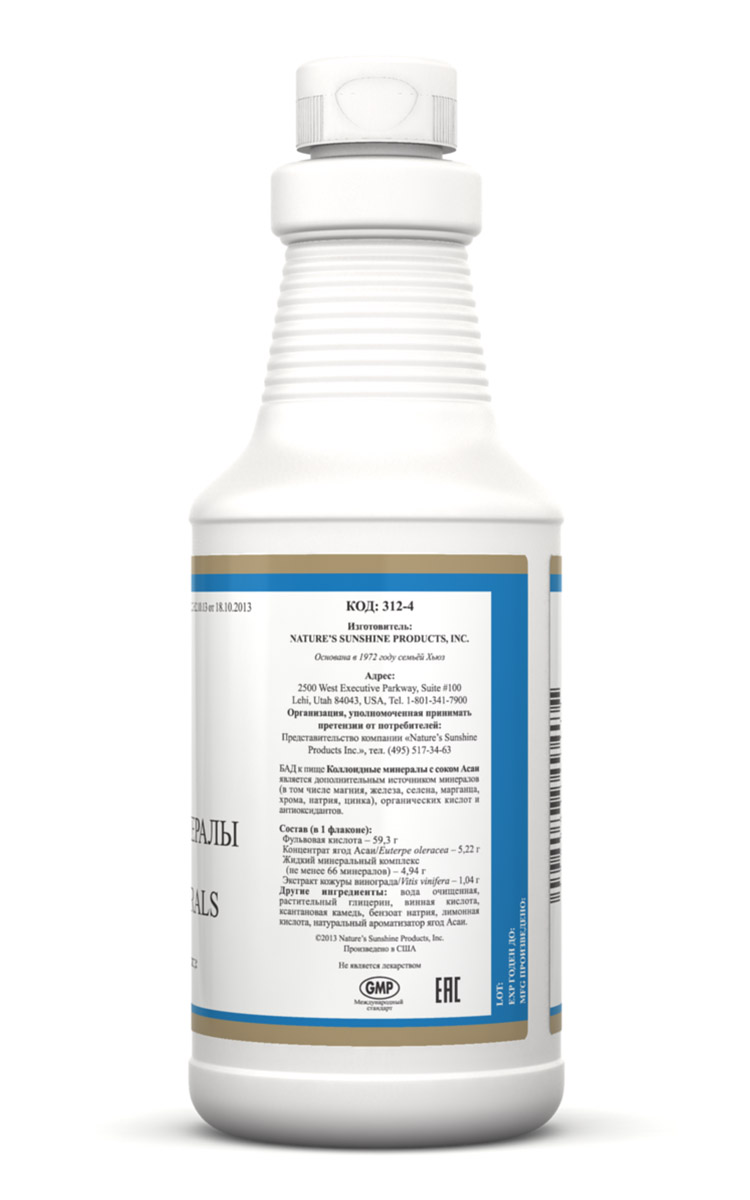 от 18.10.2013
КОД: 312-4
Изготовитель:
NATURE'S SUNSHINE PRODUCTS, INC.
Основана в 1972 году семьёй Хьюз
Адрес:
2500 West Executive Parkway, Suite #100
Lehi, Utah 84043, USA, Tel. 1-801-341-7900
Организация, уполномоченная принимать
претензии от потребителей:
Представительство компании «Nature's Sunshine
Products Inc.», тел. (495) 517-34-63
БАД к пище Коллоидные минералы с соком Асаи
является дополнительным источником минералов
(в том числе магния, железа, селена, марганца,
хрома, натрия, цинка), органических кислот и
антиоксидантов.
Состав (в 1 флаконе):
Фульвовая кислота – 59,3 г
Концентрат ягод Асаи/Euterpe oleracea – 5,22 г
Жидкий минеральный комплекс
(не менее 66 минералов) – 4,94 г
Экстракт кожуры винограда/Vitis vinifera – 1,04 г
Другие ингредиенты: вода очищенная,
растительный глицерин, винная кислота,
ксантановая камедь, бензоат натрия, лимонная
кислота, натуральный ароматизатор ягод Асаи.
©2013 Nature's Sunshine Products, Inc.
Произведено в США
Не является лекарством
GMP
Международный
стандарт
EAC
ЕРАЛЫ
RALS
LOT:
EXP ГОДЕН ДО:
MFG ПРОИЗВЕДЕНО: